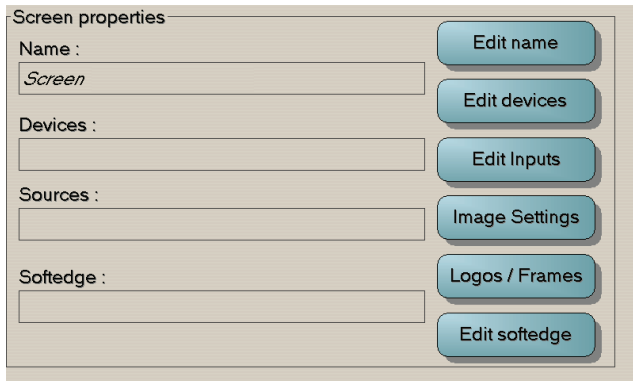 Screen properties
Name :
Edit name
Screen
Edit devices
Devices :
Edit Inputs
Sources :
Image Settings
Softedge :
Logos / Frames
Edit softedge